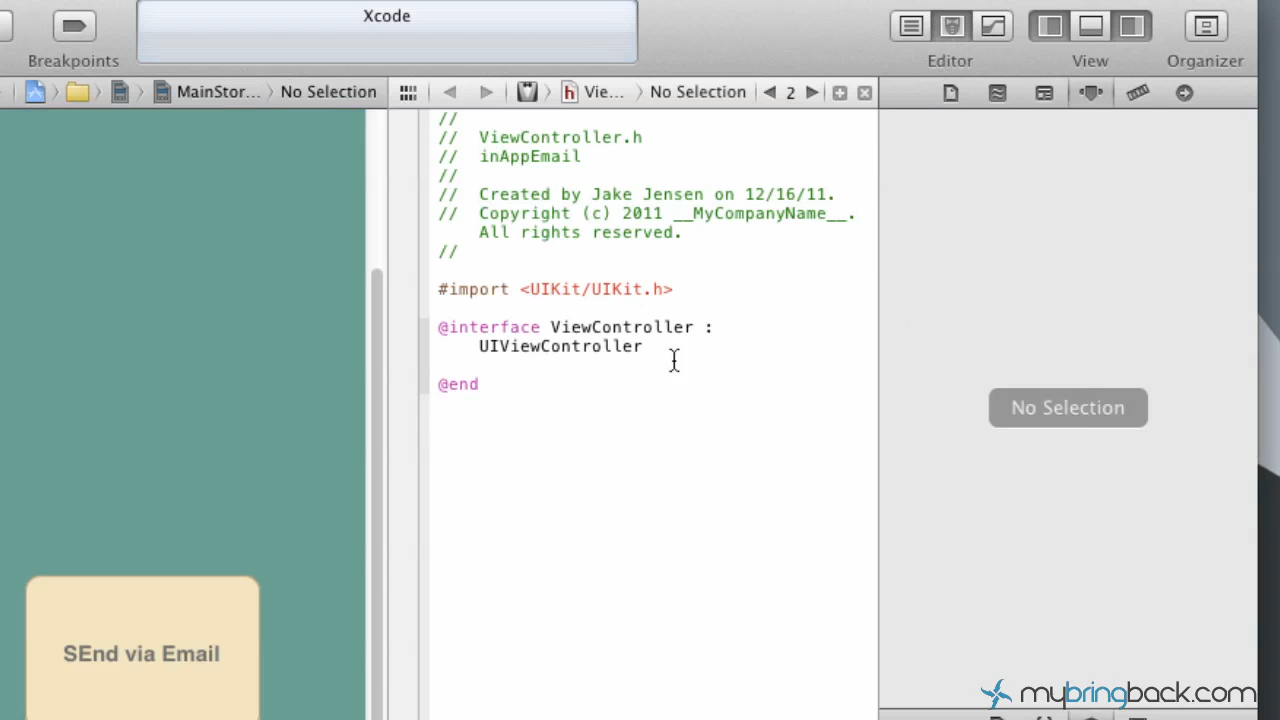 Xcode
Breakpoints
Editor
View
Organizer
MainStor... No Selection
Vie... No Selection 2
//
// ViewController.h
// inAppEmail
//
// Created by Jake Jensen on 12/16/11.
// Copyright (c) 2011 __MyCompanyName__.
All rights reserved.
//
#import <UIKit/UIKit.h>
@interface ViewController :
UIViewController
@end
No Selection
SEnd via Email
mybringback.com